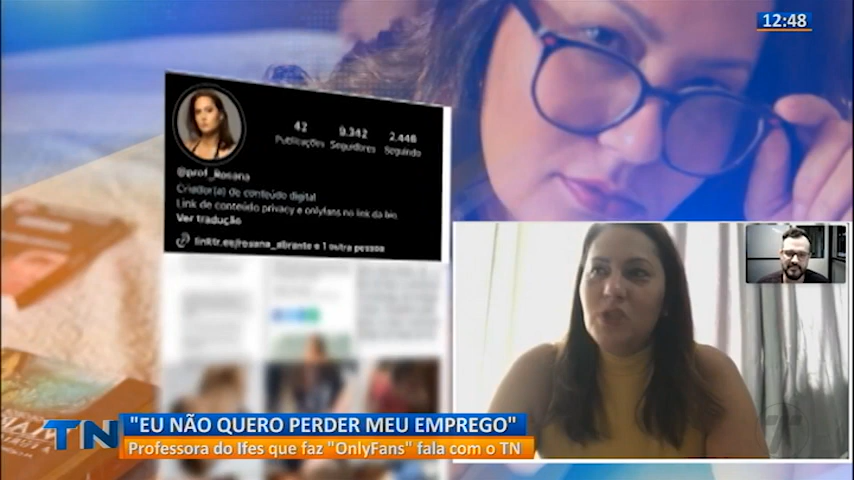 12:48
42 9.342 2.446
Publicações Seguidores Seguindo
@prof_Rosana
Criador(a) de conteúdo digital
Link de conteúdo privacy e onlyfans no link da bio
Ver tradução
linktr.ee/rosana_abrante e 1 outra pessoa
TN
"EU NÃO QUERO PERDER MEU EMPREGO"
Professora do Ifes que faz "OnlyFans" fala com o TN